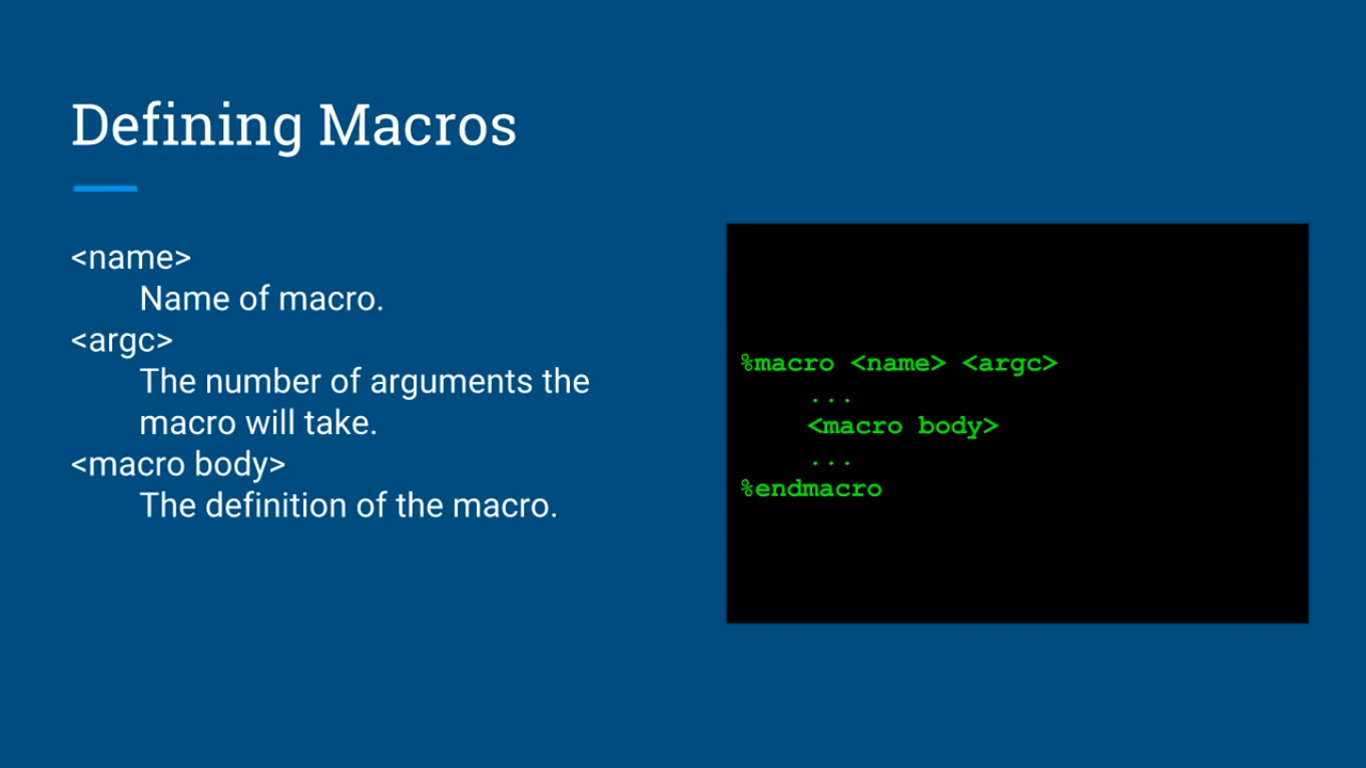 Defining Macros
<name>
Name of macro.
<argc>
The number of arguments the
macro will take.
<macro body>
The definition of the macro.
%macro <name> <argc>
...
<macro body>
...
%endmacro